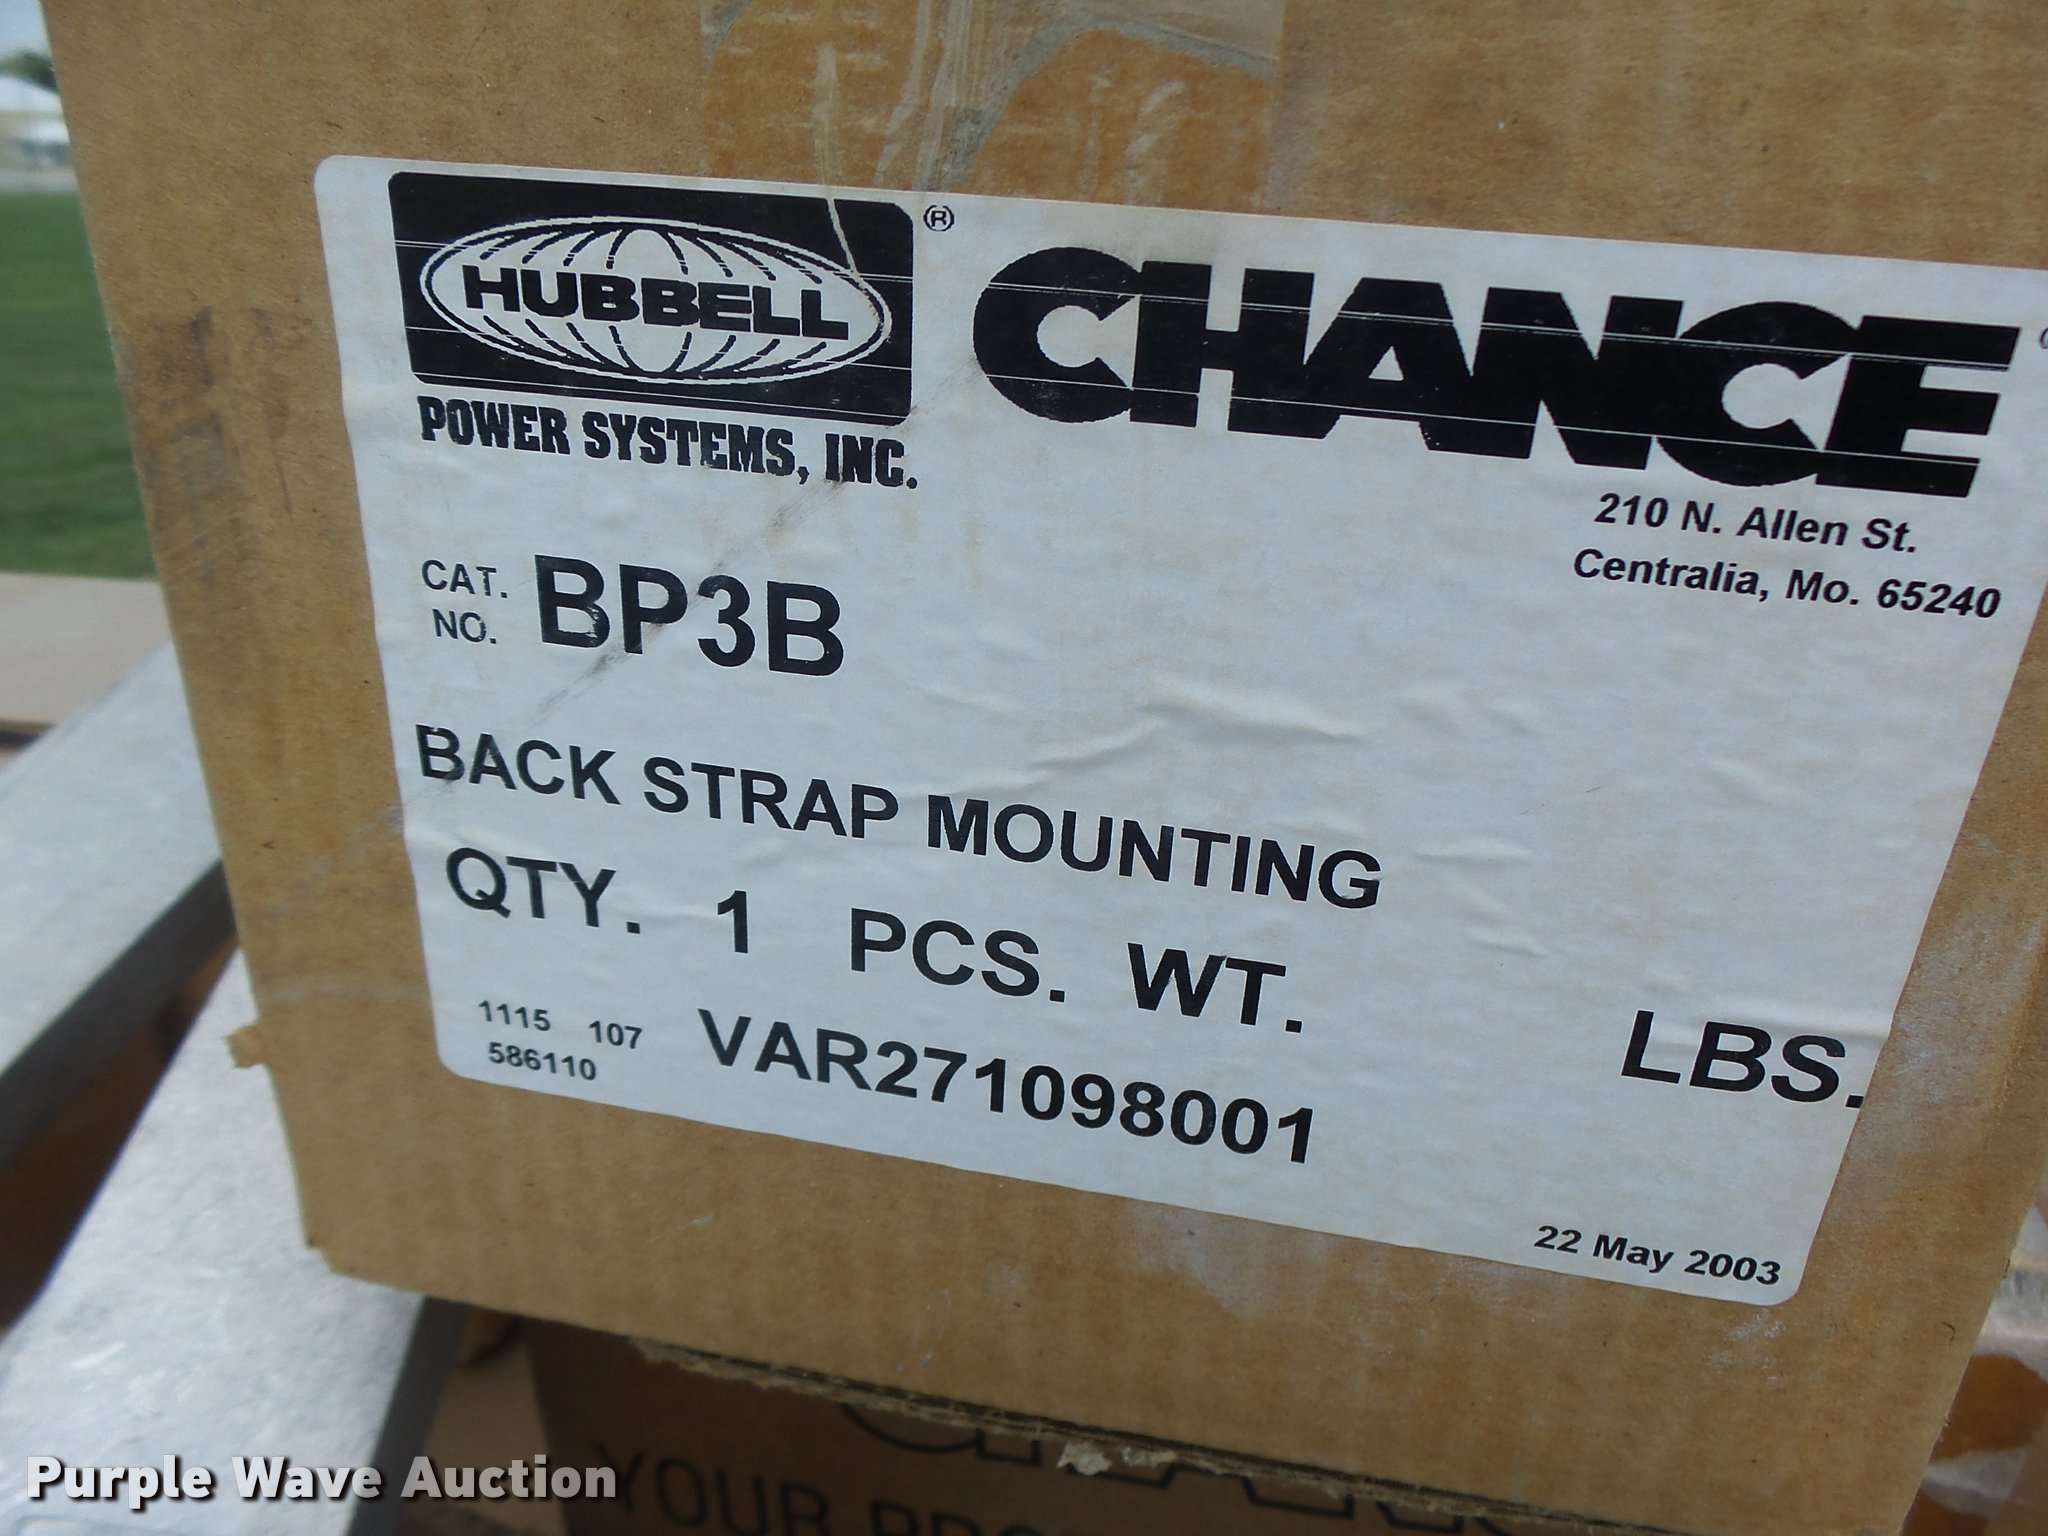 HUBBELL ®
POWER SYSTEMS, INC.
CHANCE
210 N. Allen St.
Centralia, Mo. 65240
CAT. NO. BP3B
BACK STRAP MOUNTING
QTY. 1 PCS. WT. LBS.
1115 107 VAR271098001
586110
22 May 2003
YOUR
Purple Wave Auction